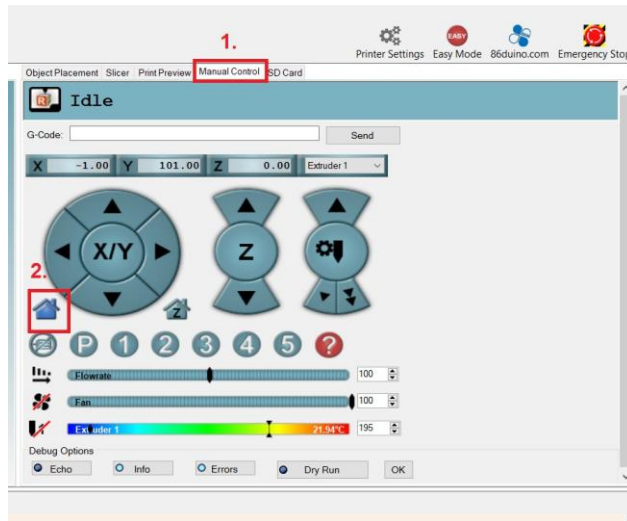 1.
Printer Settings Easy Mode 86duino.com Emergency Stop
EASY
Object Placement Slicer Print Preview Manual Control SD Card
Idle
G-Code: Send
X -1.00 Y 101.00 Z 0.00 Extruder 1
X/Y Z
2.
Z
P 1 2 3 4 5 ?
Flowrate 100
Fan 100
Extruder 1 21.94°C 195
Debug Options
Echo Info Errors Dry Run OK